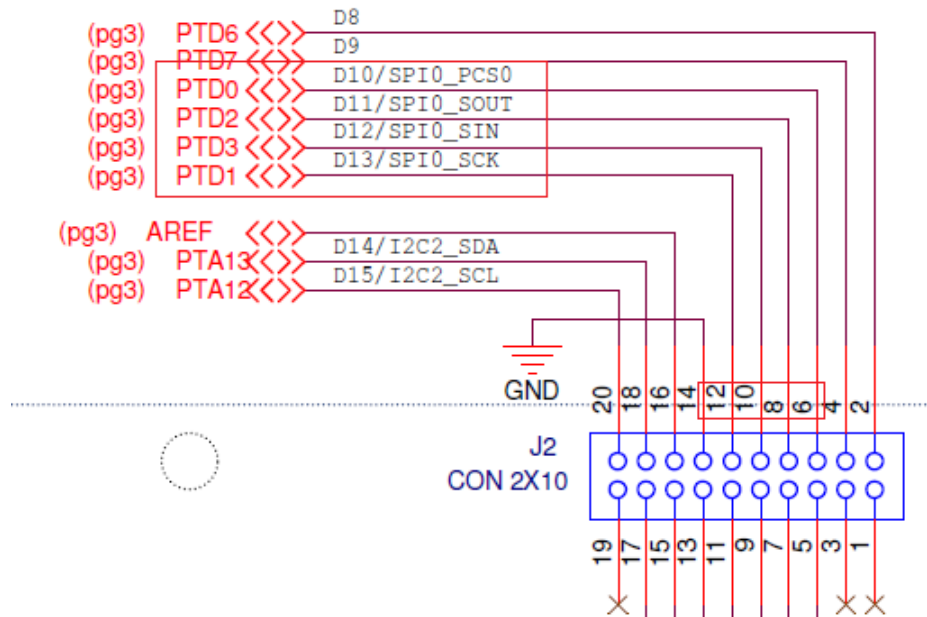 (pg3) PTD6 D8
(pg3) PTD7 D9
(pg3) PTD0 D10/SPI0_PCS0
(pg3) PTD2 D11/SPI0_SOUT
(pg3) PTD3 D12/SPI0_SIN
(pg3) PTD1 D13/SPI0_SCK
(pg3) AREF
(pg3) PTA13 D14/I2C2_SDA
(pg3) PTA12 D15/I2C2_SCL
GND
20 18 16 14 12 10 8 6 4 2
J2
CON 2X10
19 17 15 13 11 9 7 5 3 1